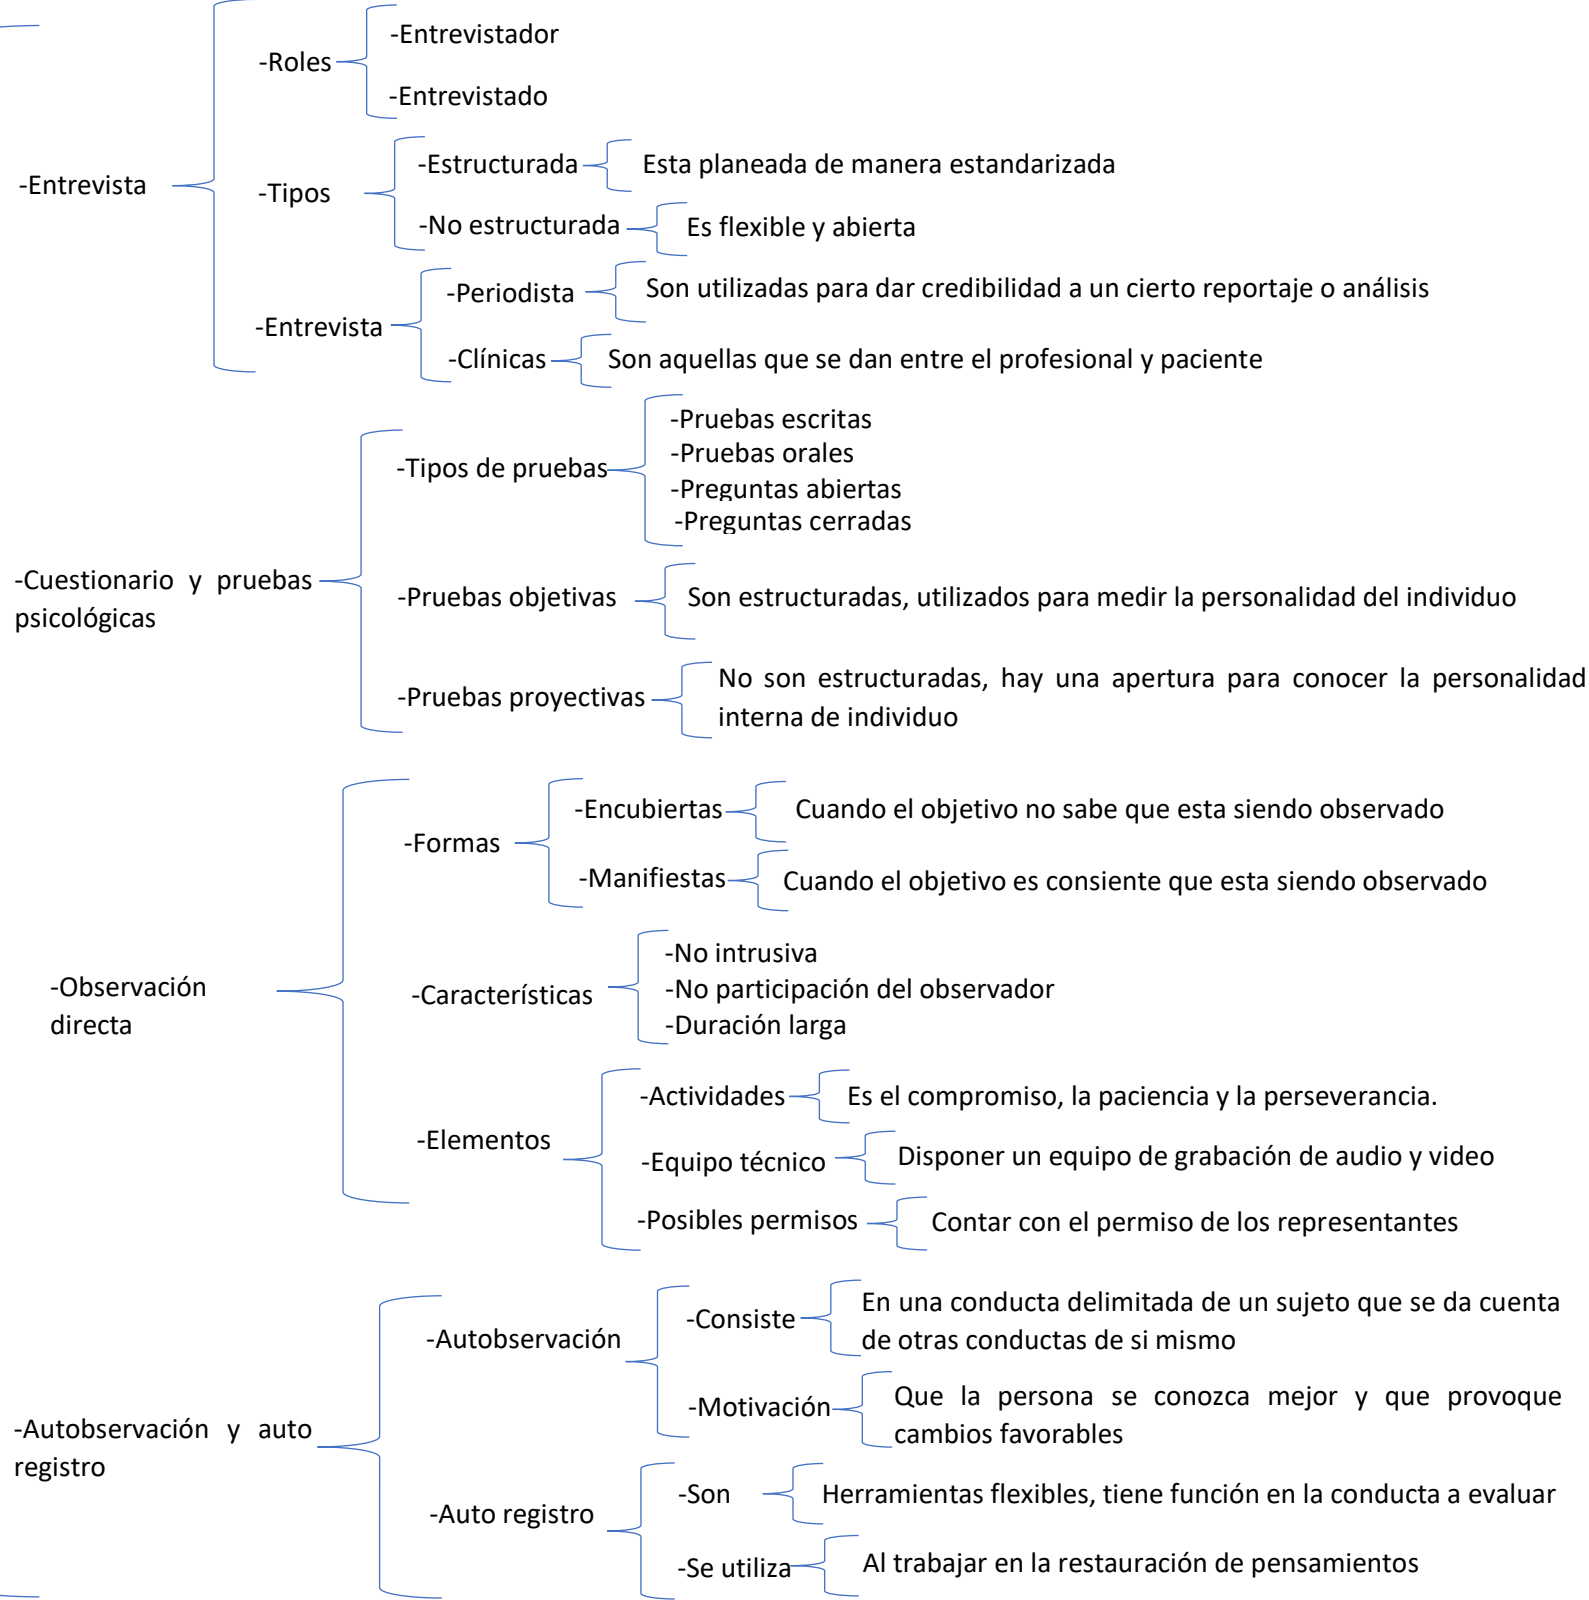 -Entrevista
-Roles
-Entrevistador
-Entrevistado
-Tipos
-Estructurada
Esta planeada de manera estandarizada
-No estructurada
Es flexible y abierta
-Entrevista
-Periodista
Son utilizadas para dar credibilidad a un cierto reportaje o análisis
-Clínicas
Son aquellas que se dan entre el profesional y paciente
-Cuestionario y pruebas
psicológicas
-Tipos de pruebas
-Pruebas escritas
-Pruebas orales
-Preguntas abiertas
-Preguntas cerradas
-Pruebas objetivas
Son estructuradas, utilizados para medir la personalidad del individuo
-Pruebas proyectivas
No son estructuradas, hay una apertura para conocer la personalidad
interna de individuo
-Observación
directa
-Formas
-Encubiertas
Cuando el objetivo no sabe que esta siendo observado
-Manifiestas
Cuando el objetivo es consiente que esta siendo observado
-Características
-No intrusiva
-No participación del observador
-Duración larga
-Elementos
-Actividades
Es el compromiso, la paciencia y la perseverancia.
-Equipo técnico
Disponer un equipo de grabación de audio y video
-Posibles permisos
Contar con el permiso de los representantes
-Autobservación y auto
registro
-Autobservación
-Consiste
En una conducta delimitada de un sujeto que se da cuenta
de otras conductas de si mismo
-Motivación
Que la persona se conozca mejor y que provoque
cambios favorables
-Auto registro
-Son
Herramientas flexibles, tiene función en la conducta a evaluar
-Se utiliza
Al trabajar en la restauración de pensamientos